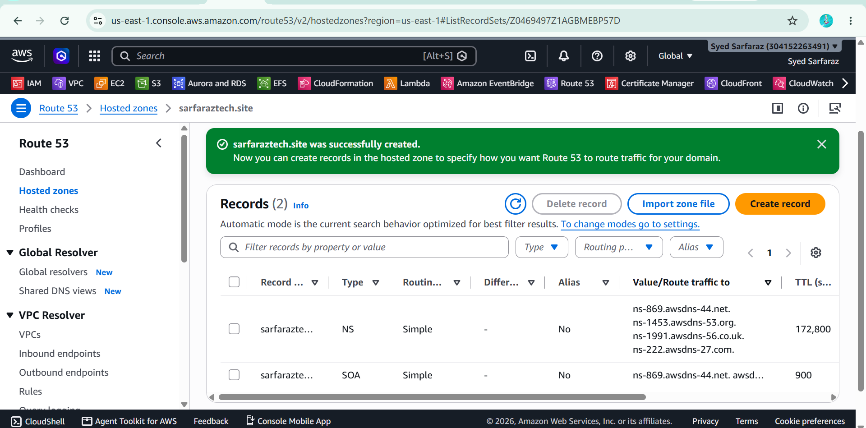 us-east-1.console.aws.amazon.com/route53/v2/hostedzones?region=us-east-1#ListRecordSets/Z0469497Z1AGBMEBP57D
aws
Search
[Alt+S]
Global
Syed Sarfaraz (304152263491)
Syed Sarfaraz
IAM
VPC
EC2
S3
Aurora and RDS
EFS
CloudFormation
Lambda
Amazon EventBridge
Route 53
Certificate Manager
CloudFront
CloudWatch
Route 53
Hosted zones
sarfaraztech.site
Route 53
Dashboard
Hosted zones
Health checks
Profiles
Global Resolver
Global resolvers New
Shared DNS views New
VPC Resolver
VPCs
Inbound endpoints
Outbound endpoints
Rules
Query logging
sarfaraztech.site was successfully created.
Now you can create records in the hosted zone to specify how you want Route 53 to route traffic for your domain.
Records (2) Info
Delete record
Import zone file
Create record
Automatic mode is the current search behavior optimized for best filter results. To change modes go to settings.
Filter records by property or value
Type
Routing p...
Alias
1
Record ...
Type
Routin...
Differ...
Alias
Value/Route traffic to
TTL (s...
sarfarazte...
NS
Simple
-
No
ns-869.awsdns-44.net.
ns-1453.awsdns-53.org.
ns-1991.awsdns-56.co.uk.
ns-222.awsdns-27.com.
172,800
sarfarazte...
SOA
Simple
-
No
ns-869.awsdns-44.net. awsd...
900
CloudShell
Agent Toolkit for AWS
Feedback
Console Mobile App
© 2026, Amazon Web Services, Inc. or its affiliates.
Privacy
Terms
Cookie preferences